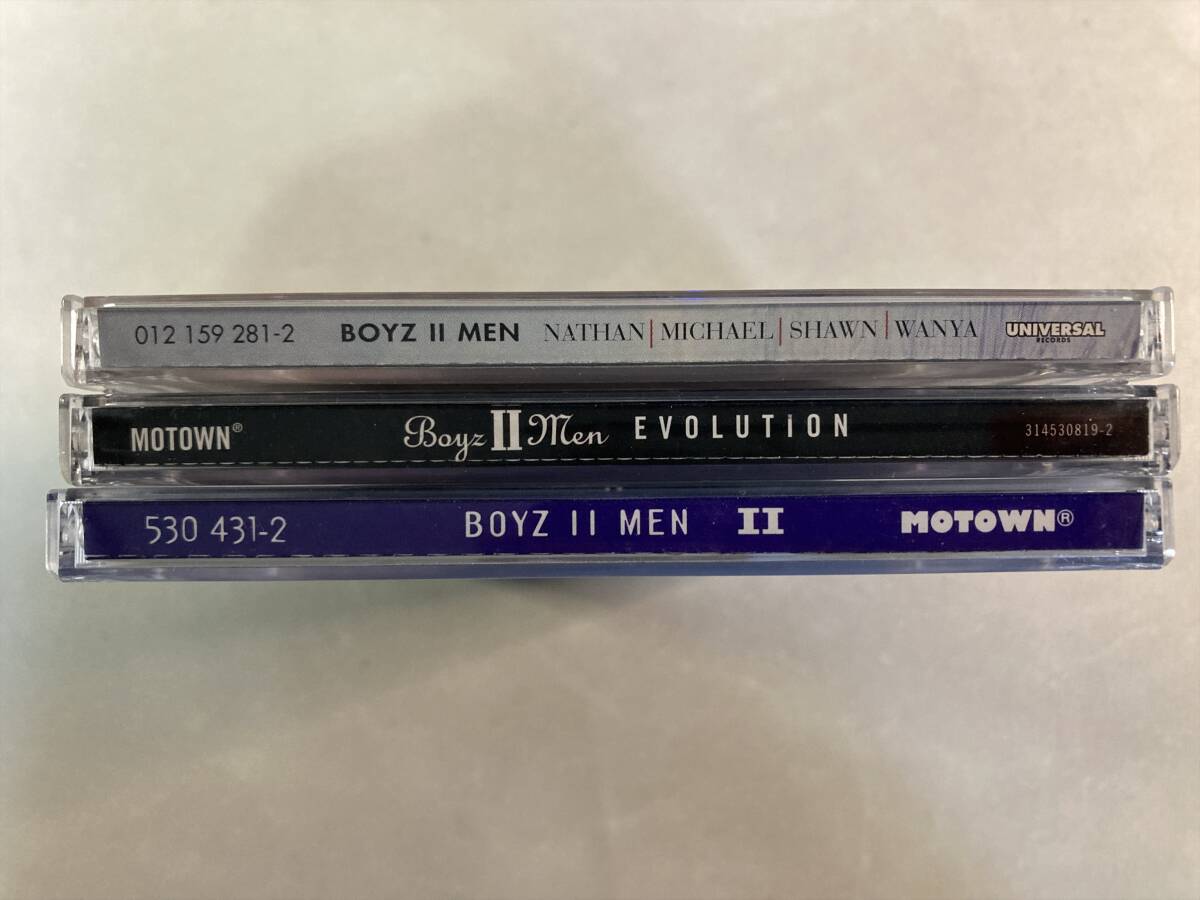 012 159 281-2 BOYZ II MEN NATHAN | MICHAEL | SHAWN | WANYA UNIVERSAL RECORDS
MOTOWN® Boyz II Men EVOLUTION 314530819-2
530 431-2 BOYZ II MEN II MOTOWN®